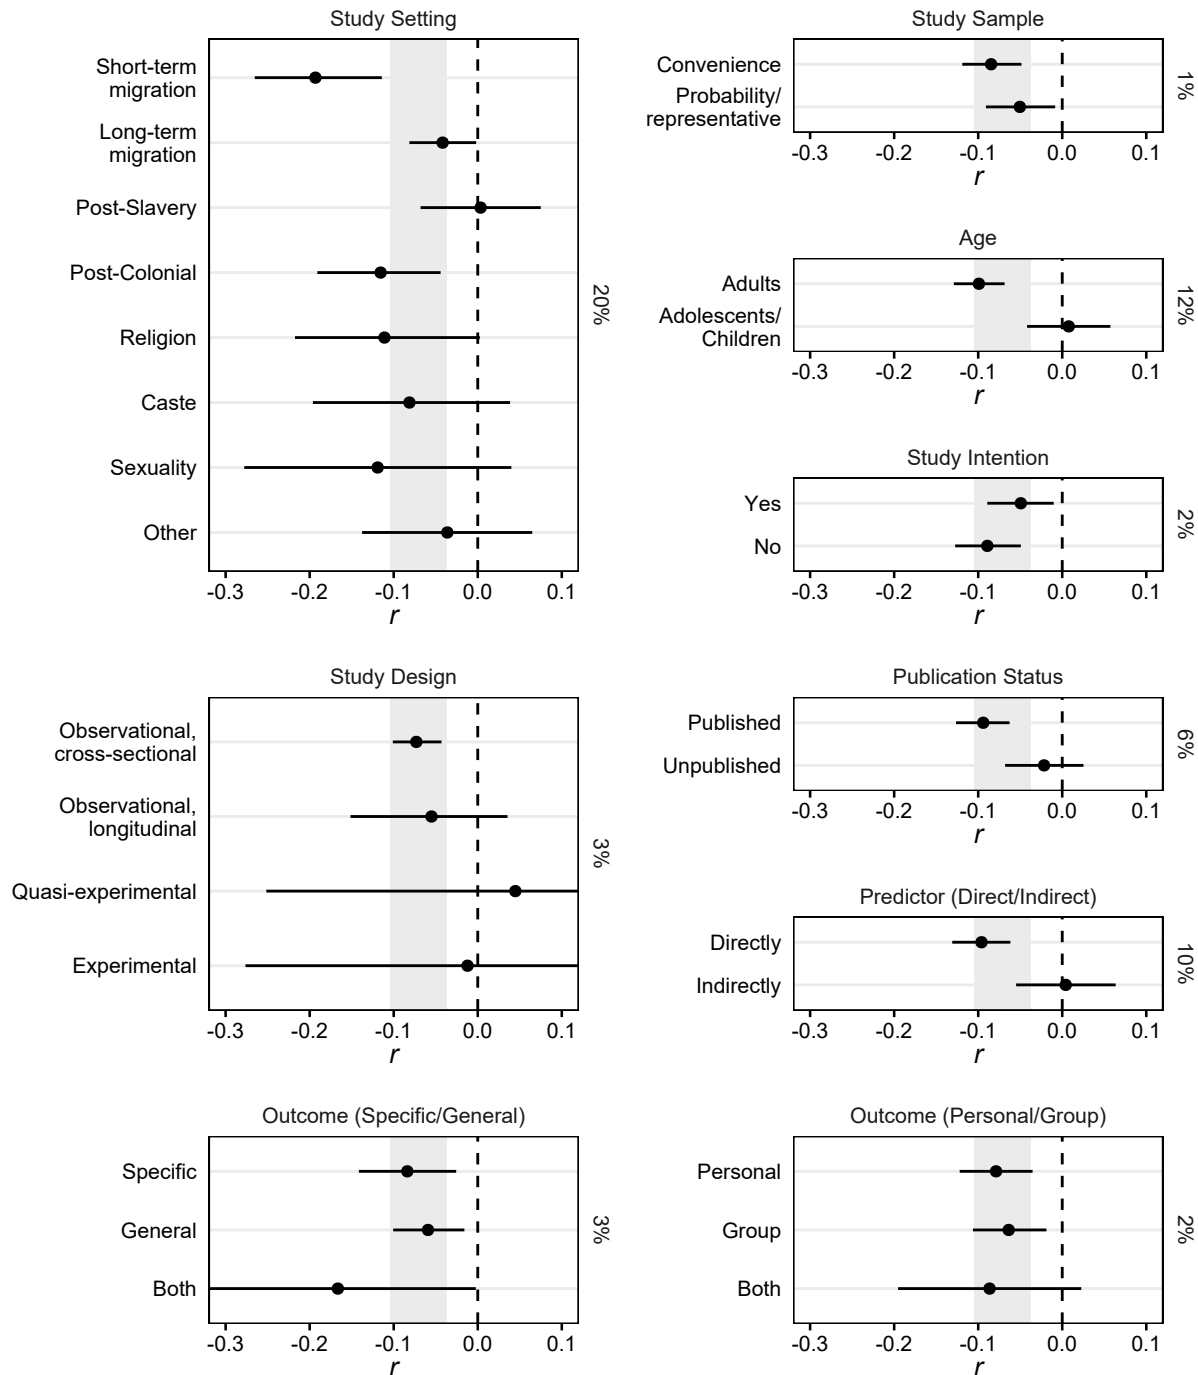 Study Setting
Short-term
migration
Long-term
migration
Post-Slavery
Post-Colonial
Religion
Caste
Sexuality
Other
20%
-0.3 -0.2 -0.1 0.0 0.1
r
Study Design
Observational,
cross-sectional
Observational,
longitudinal
Quasi-experimental
Experimental
3%
-0.3 -0.2 -0.1 0.0 0.1
r
Outcome (Specific/General)
Specific
General
Both
3%
-0.3 -0.2 -0.1 0.0 0.1
r
Study Sample
Convenience
Probability/
representative
1%
-0.3 -0.2 -0.1 0.0 0.1
r
Age
Adults
Adolescents/
Children
12%
-0.3 -0.2 -0.1 0.0 0.1
r
Study Intention
Yes
No
2%
-0.3 -0.2 -0.1 0.0 0.1
r
Publication Status
Published
Unpublished
6%
-0.3 -0.2 -0.1 0.0 0.1
r
Predictor (Direct/Indirect)
Directly
Indirectly
10%
-0.3 -0.2 -0.1 0.0 0.1
r
Outcome (Personal/Group)
Personal
Group
Both
2%
-0.3 -0.2 -0.1 0.0 0.1
r